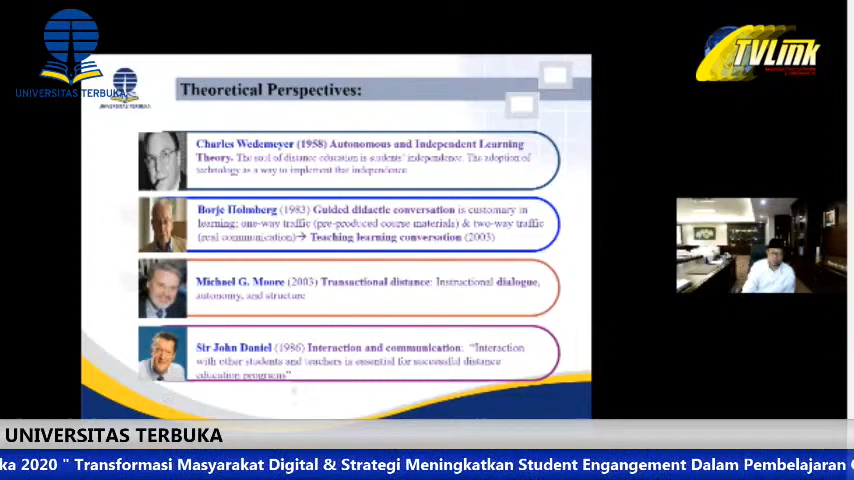 UNIVERSITAS TERBUKA
TVLink
UNIVERSITAS TERBUKA
Theoretical Perspectives:
Charles Wedemeyer (1958) Autonomous and Independent Learning
Theory. The soul of distance education is students' independence. The adoption of
technology as a way to implement that independence.
Borje Holmberg (1983) Guided didactic conversation is customary in
learning: one-way traffic (pre-produced course materials) & two-way traffic
(real communication)→ Teaching learning conversation (2003)
Michael G. Moore (2003) Transactional distance: Instructional dialogue,
autonomy, and structure
Sir John Daniel (1986) Interaction and communication: "Interaction
with other students and teachers is essential for successful distance
education programs"
UNIVERSITAS TERBUKA
ka 2020 " Transformasi Masyarakat Digital & Strategi Meningkatkan Student Engangement Dalam Pembelajaran